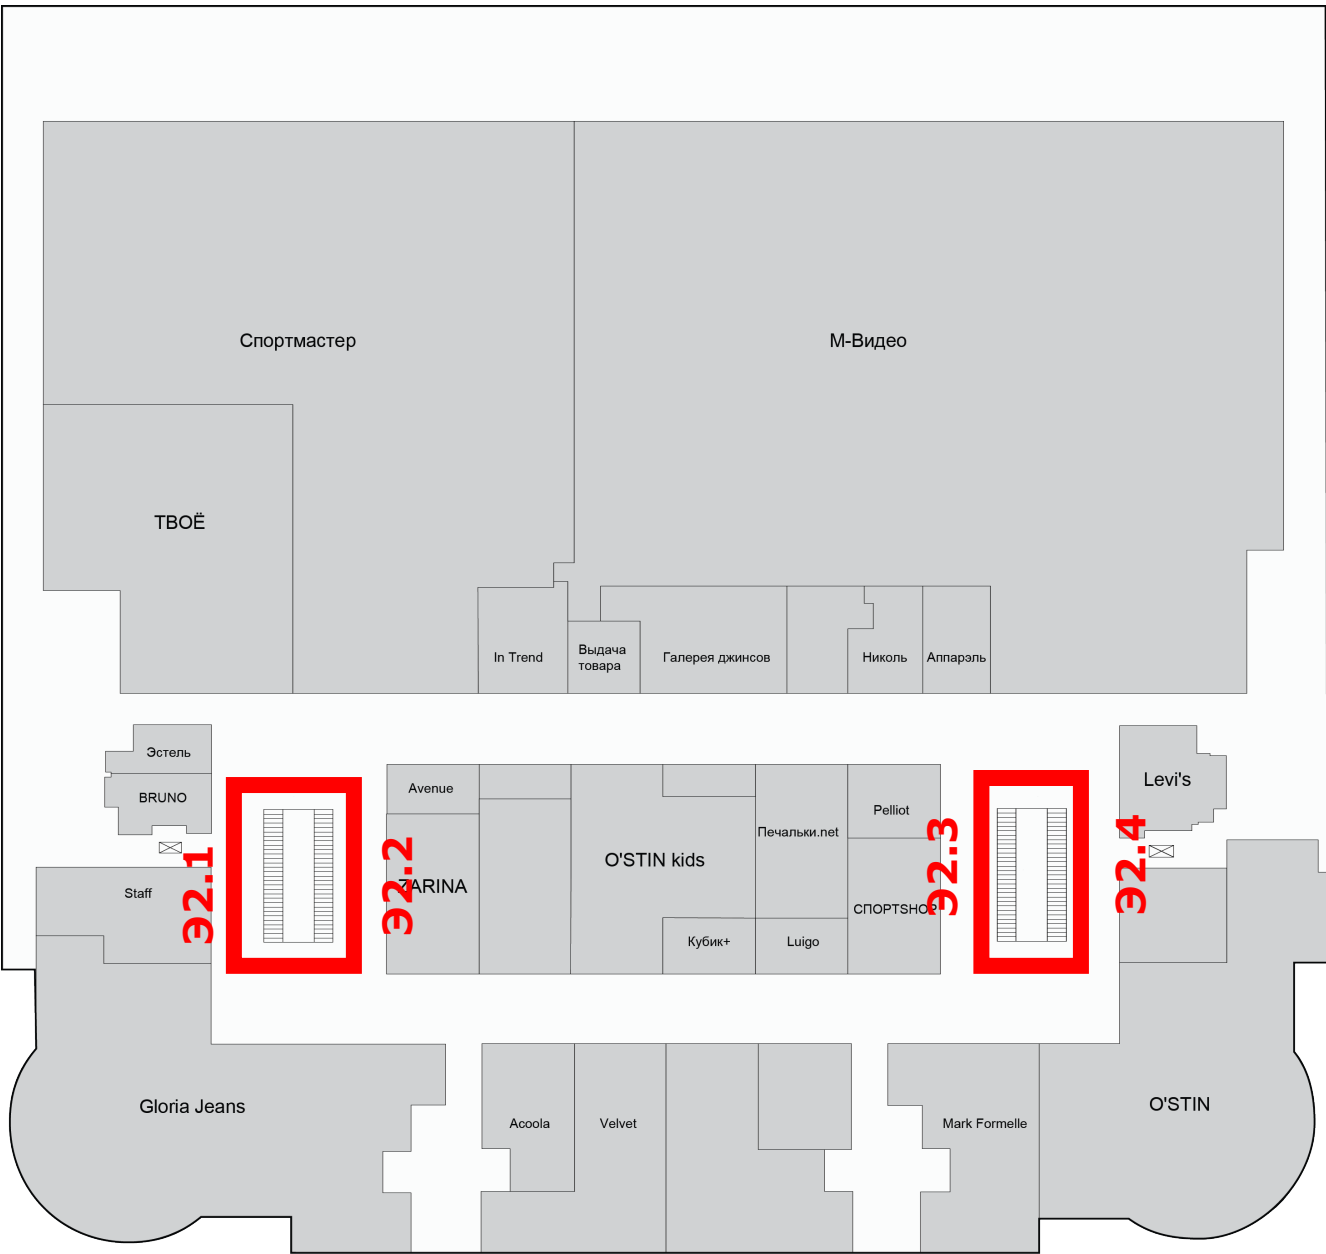 Спортмастер
М-Видео
ТВОЁ
In Trend
Выдача
товара
Галерея джинсов
Николь
Аппарэль
Эстель
BRUNO
Staff
Э2.1
Э2.2
Avenue
ZARINA
O'STIN kids
Кубик+
Печальки.net
Luigo
Pelliot
СПОРТSHOP
Э2.3
Э2.4
Levi's
Gloria Jeans
Acoola
Velvet
Mark Formelle
O'STIN